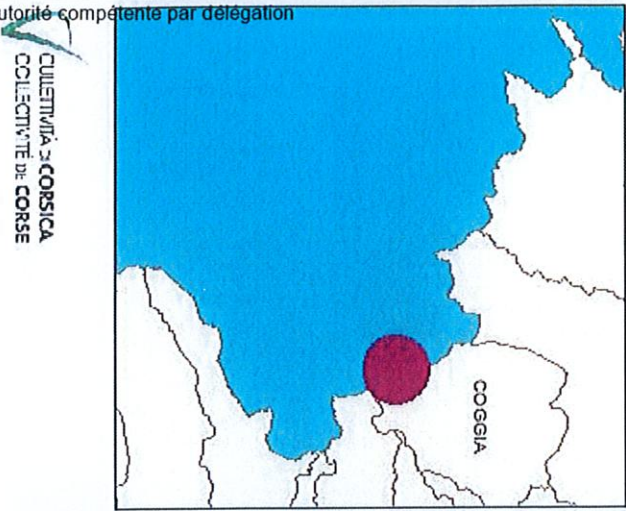 autorité compétente par délégation
CULLETTIVITÀ DI CORSICA
COLLECTIVITÉ DE CORSE
COGGIA